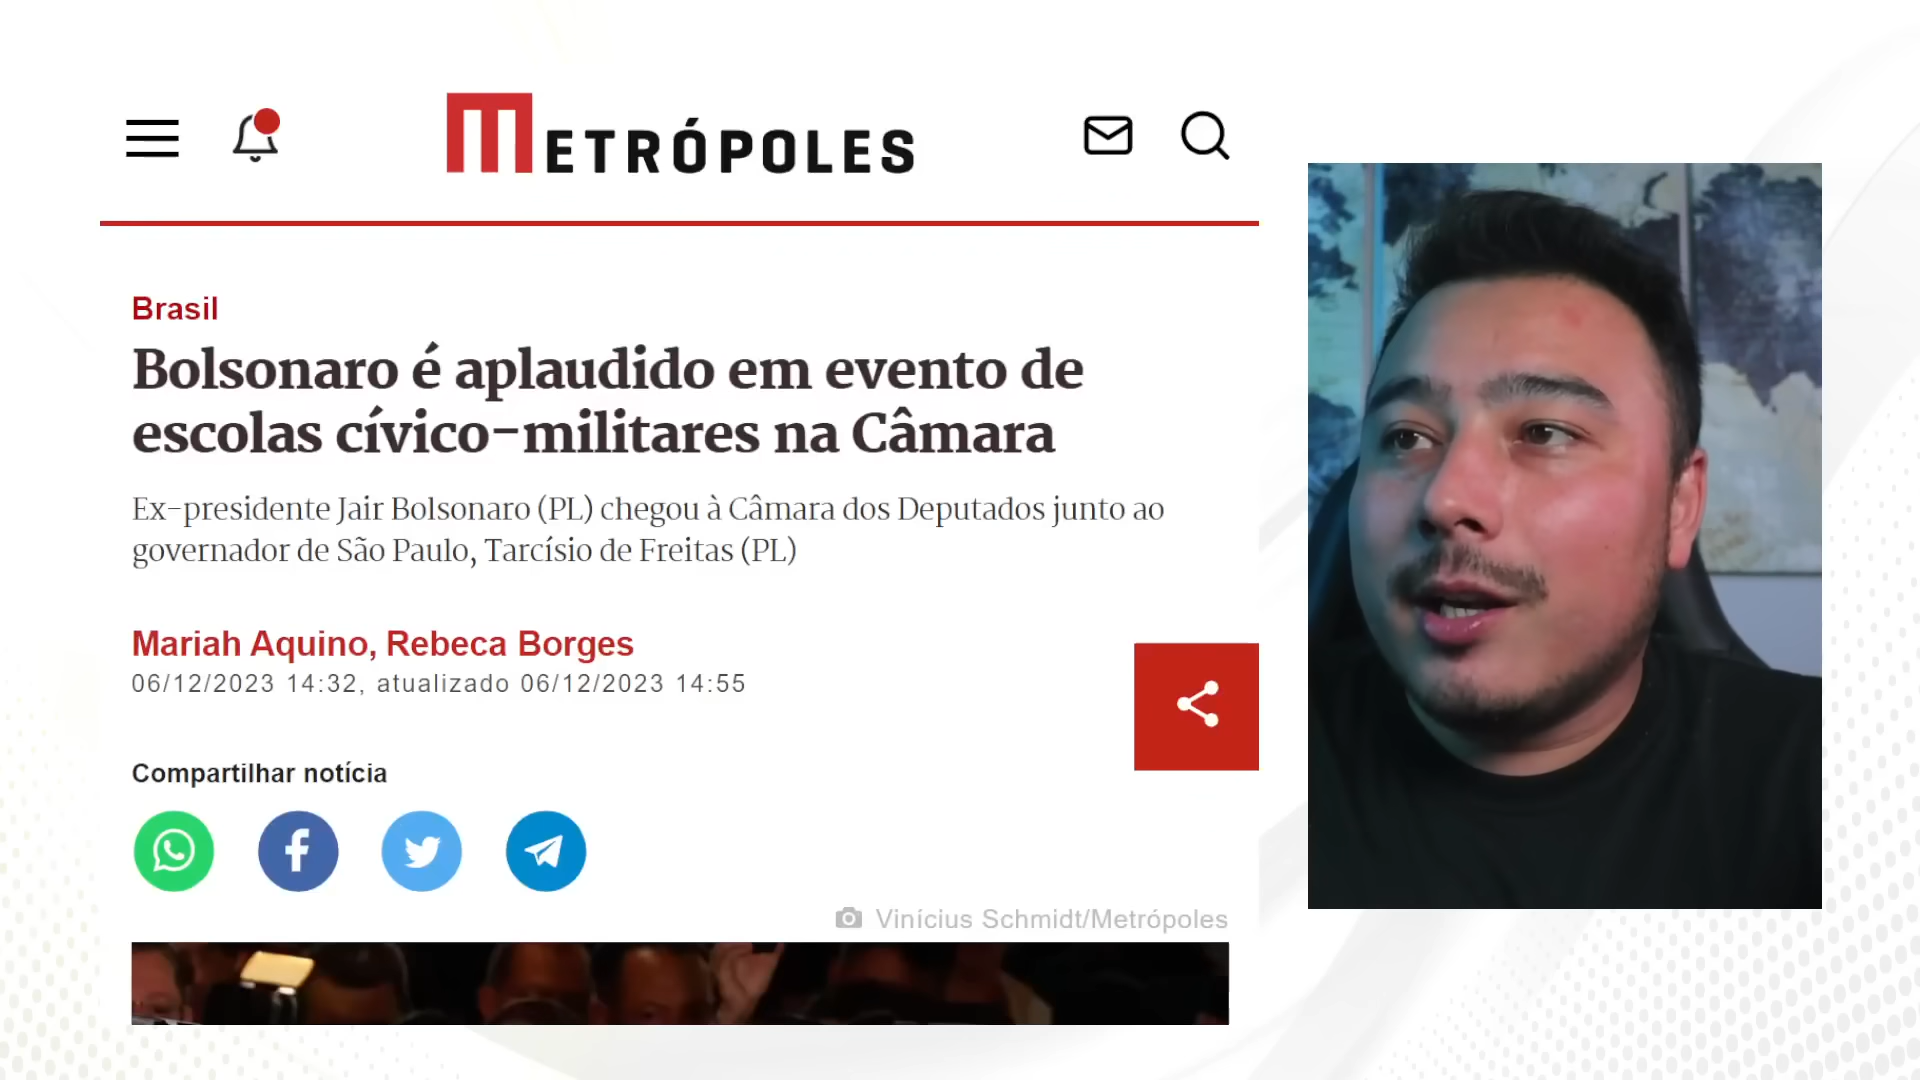 METRÓPOLES
Brasil
Bolsonaro é aplaudido em evento de
escolas cívico-militares na Câmara
Ex-presidente Jair Bolsonaro (PL) chegou à Câmara dos Deputados junto ao
governador de São Paulo, Tarcísio de Freitas (PL)
Mariah Aquino, Rebeca Borges
06/12/2023 14:32, atualizado 06/12/2023 14:55
Compartilhar notícia
Vinícius Schmidt/Metrópoles